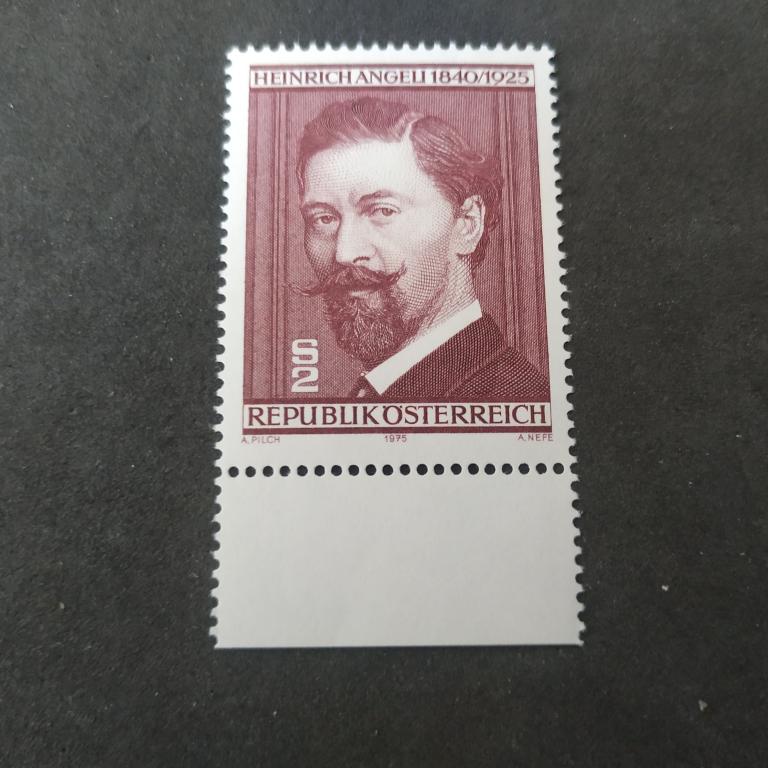 HEINRICH ANGELI 1840/1925
S2
REPUBLIK ÖSTERREICH
A. PILCH 1975 A. NEFE